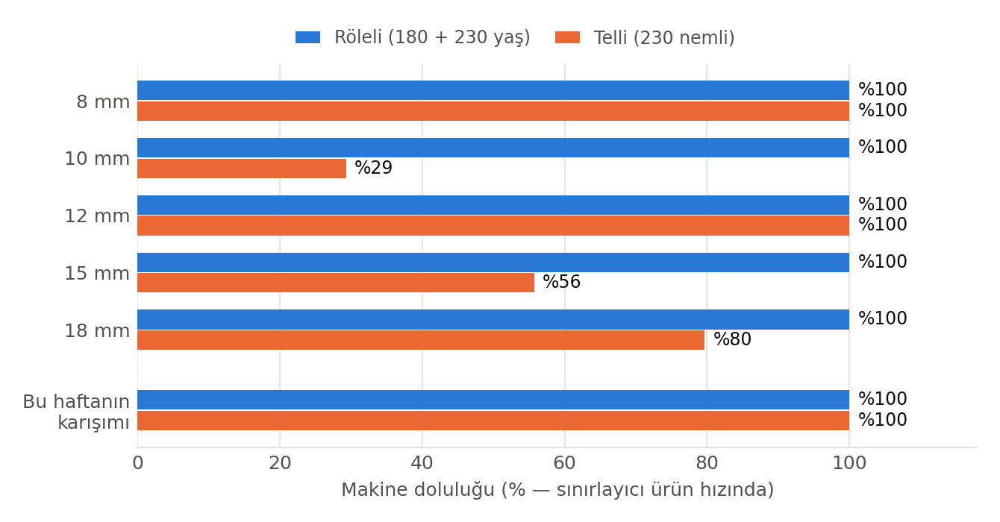 Röleli (180 + 230 yaş)
Telli (230 nemli)
8 mm
%100
%100
10 mm
%100
%29
12 mm
%100
%100
15 mm
%100
%56
18 mm
%100
%80
Bu haftanın
karışımı
%100
%100
0 20 40 60 80 100
Makine doluluğu (% — sınırlayıcı ürün hızında)